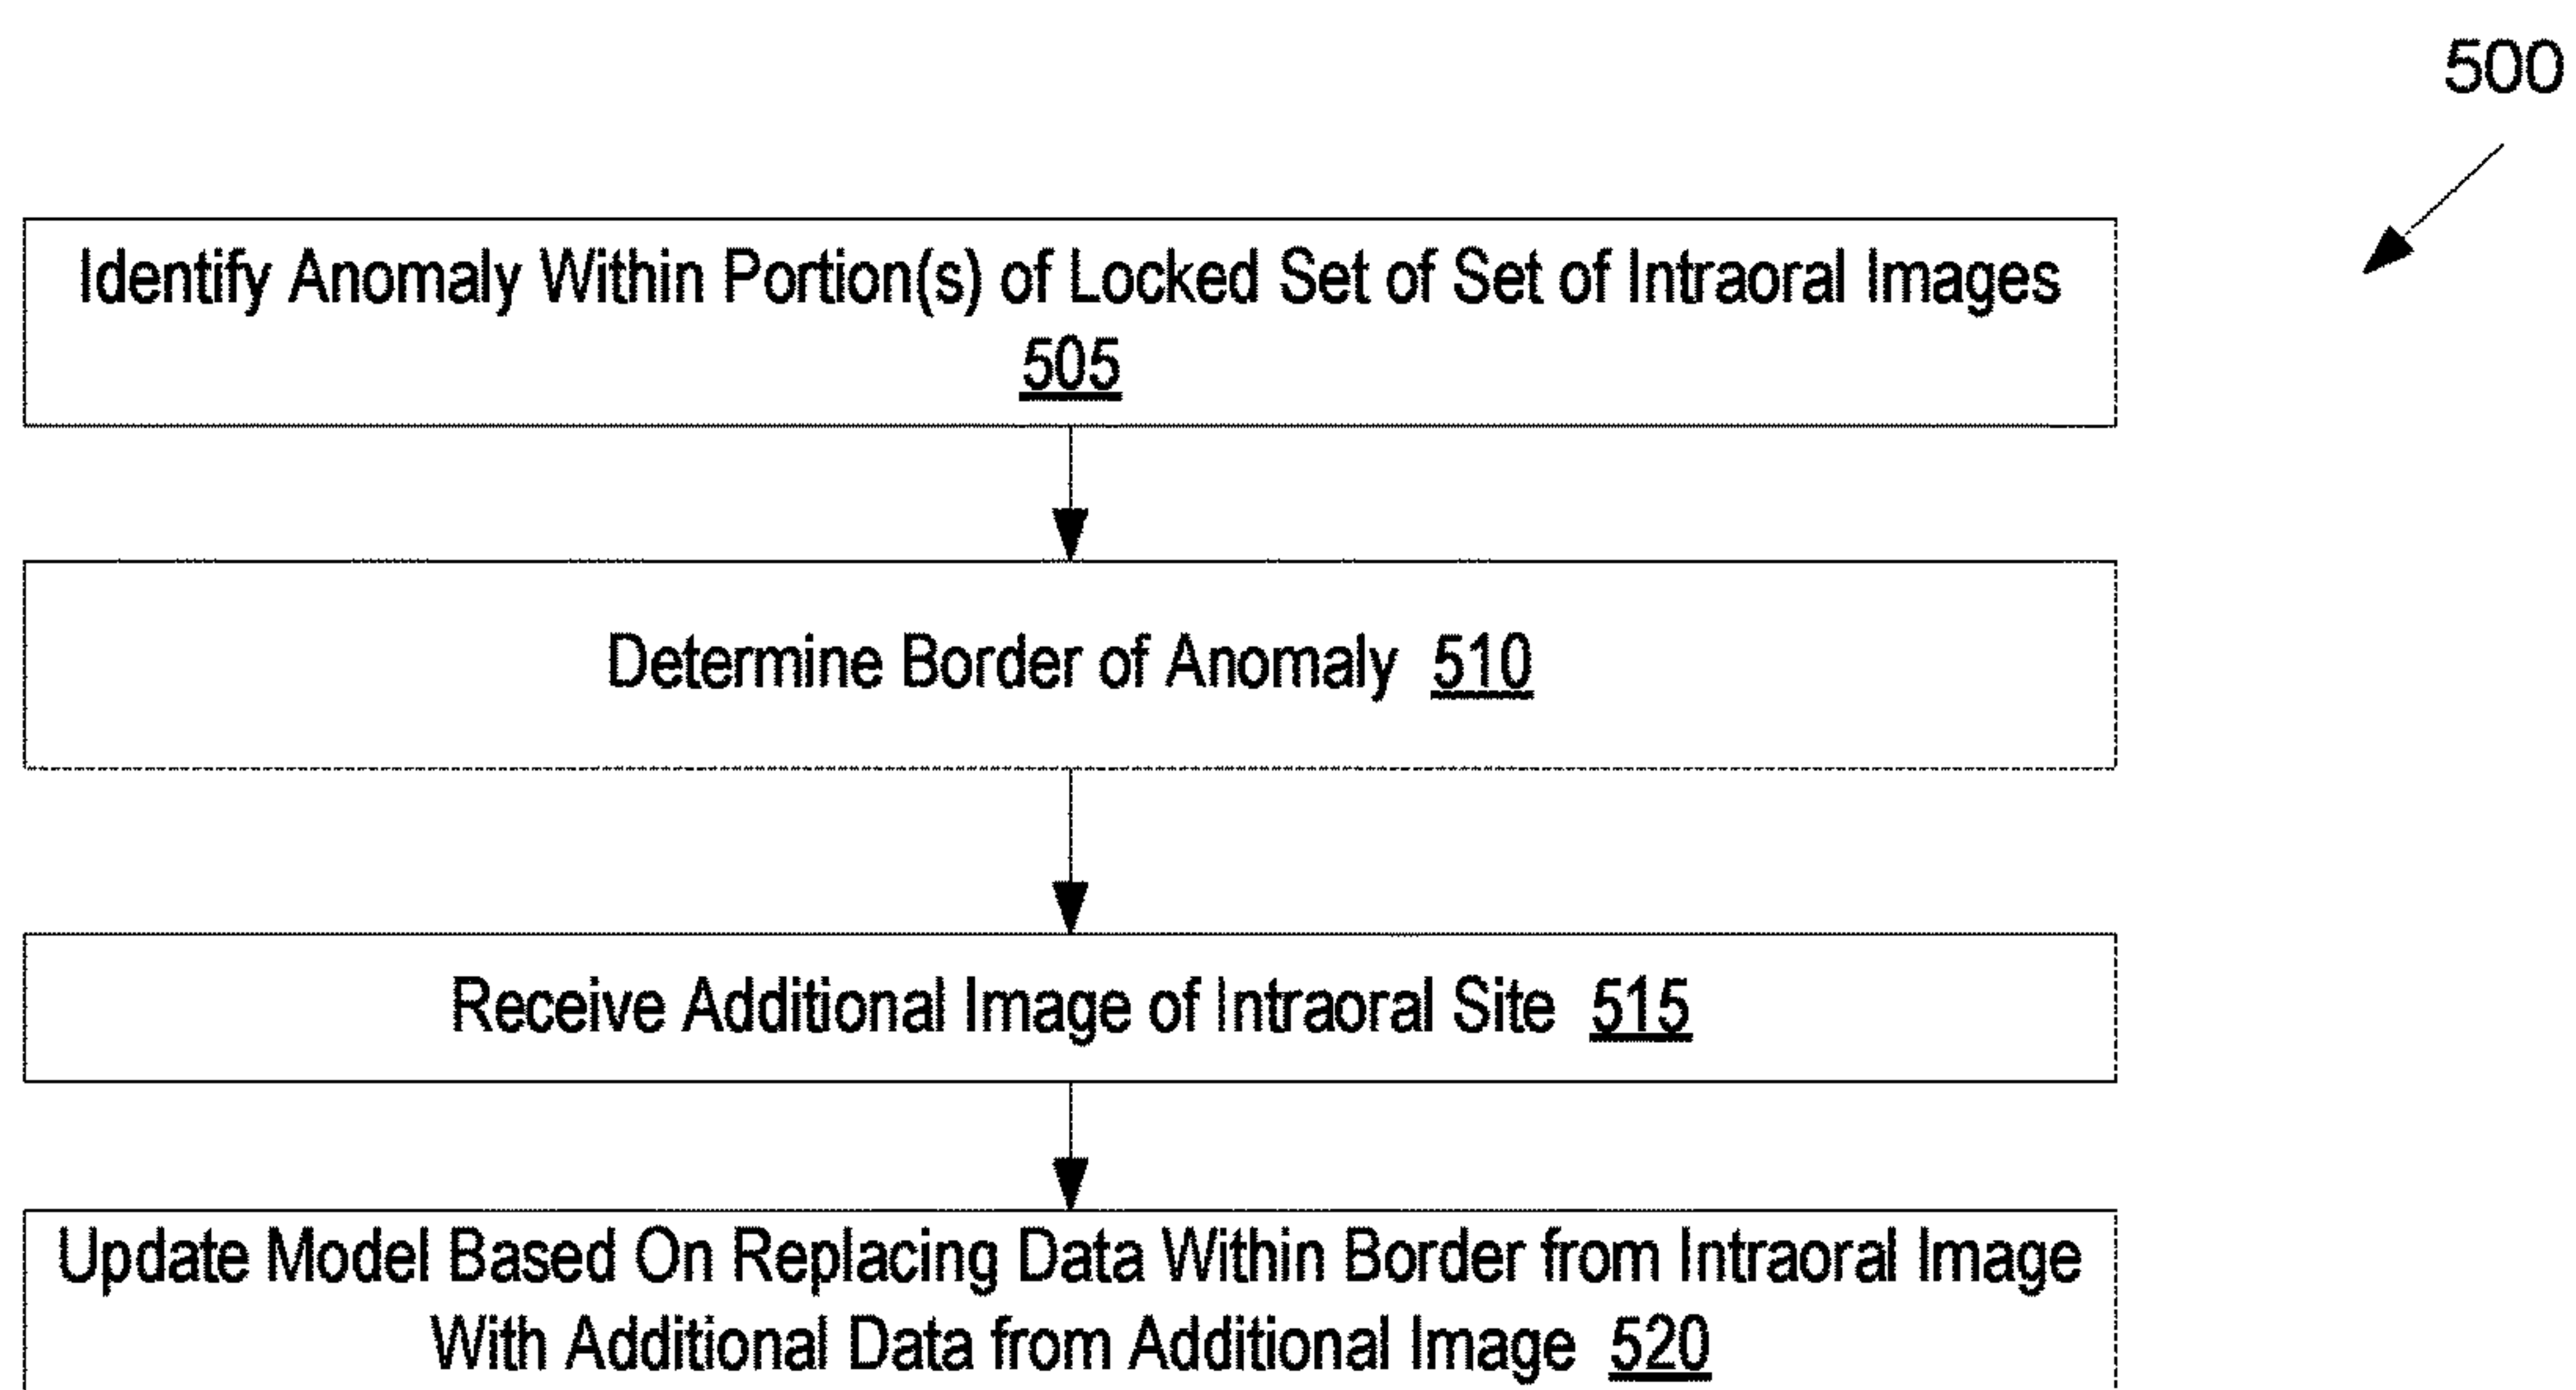 500
Identify Anomaly Within Portion(s) of Locked Set of Set of Intraoral Images
505
Determine Border of Anomaly 510
Receive Additional Image of Intraoral Site 515
Update Model Based On Replacing Data Within Border from Intraoral Image
With Additional Data from Additional Image 520